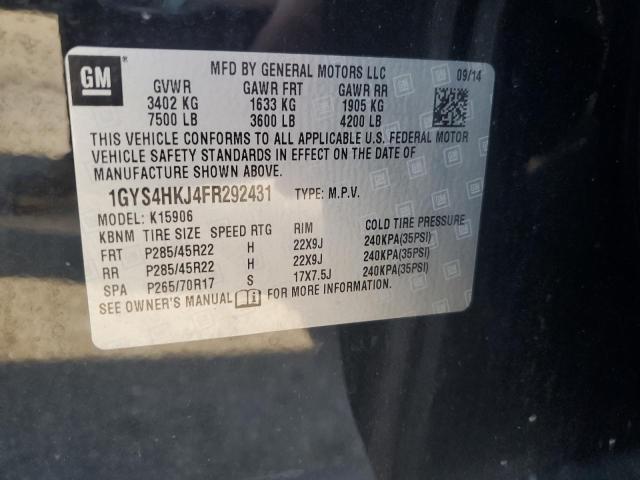 GM
MFD BY GENERAL MOTORS LLC 09/14
GVWR GAWR FRT GAWR RR
3402 KG 1633 KG 1905 KG
7500 LB 3600 LB 4200 LB
THIS VEHICLE CONFORMS TO ALL APPLICABLE U.S. FEDERAL MOTOR
VEHICLE SAFETY STANDARDS IN EFFECT ON THE DATE OF
MANUFACTURE SHOWN ABOVE.
1GYS4HKJ4FR292431 TYPE: M.P.V.
MODEL: K15906
KBNM TIRE SIZE SPEED RTG RIM COLD TIRE PRESSURE
FRT P285/45R22 H 22X9J 240KPA(35PSI)
RR P285/45R22 H 22X9J 240KPA(35PSI)
SPA P265/70R17 S 17X7.5J 240KPA(35PSI)
SEE OWNER'S MANUAL FOR MORE INFORMATION